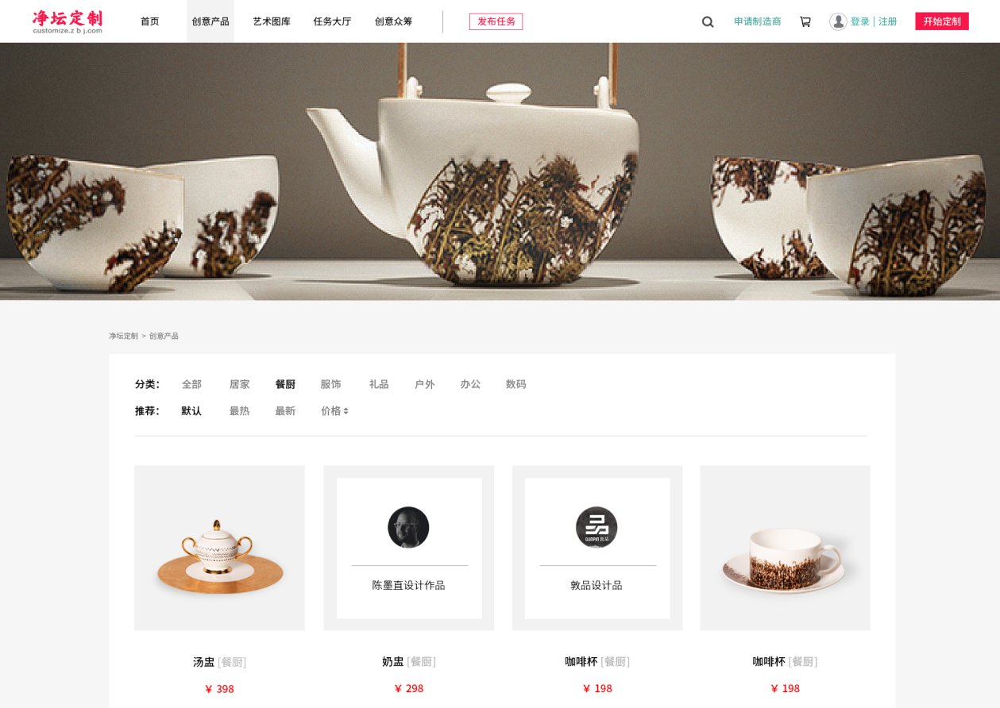 净坛定制
customize.z b j.com
首页 创意产品 艺术图库 任务大厅 创意众筹 发布任务 申请制造商 登录 | 注册 开始定制
净坛定制 > 创意产品
分类： 全部 居家 餐厨 服饰 礼品 户外 办公 数码
推荐： 默认 最热 最新 价格
DUNPIN 敦品
陈墨直设计作品 敦品设计品
汤盅 [餐厨] 奶盅 [餐厨] 咖啡杯 [餐厨] 咖啡杯 [餐厨]
￥ 398 ￥ 298 ￥ 198 ￥ 198